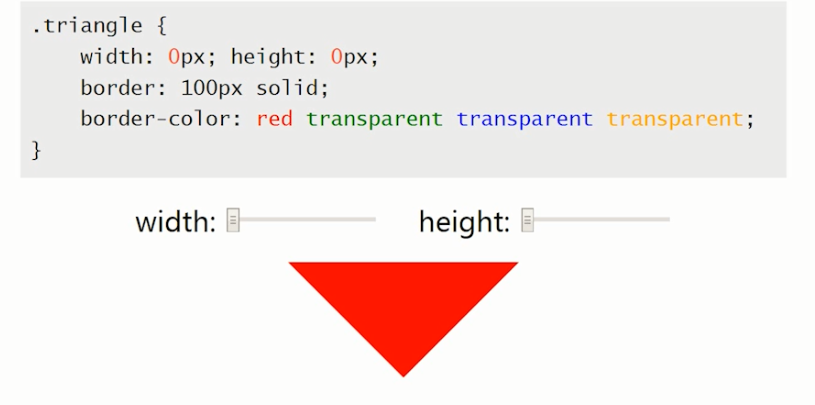 .triangle {
    width: 0px; height: 0px;
    border: 100px solid;
    border-color: red transparent transparent transparent;
}
width: height: